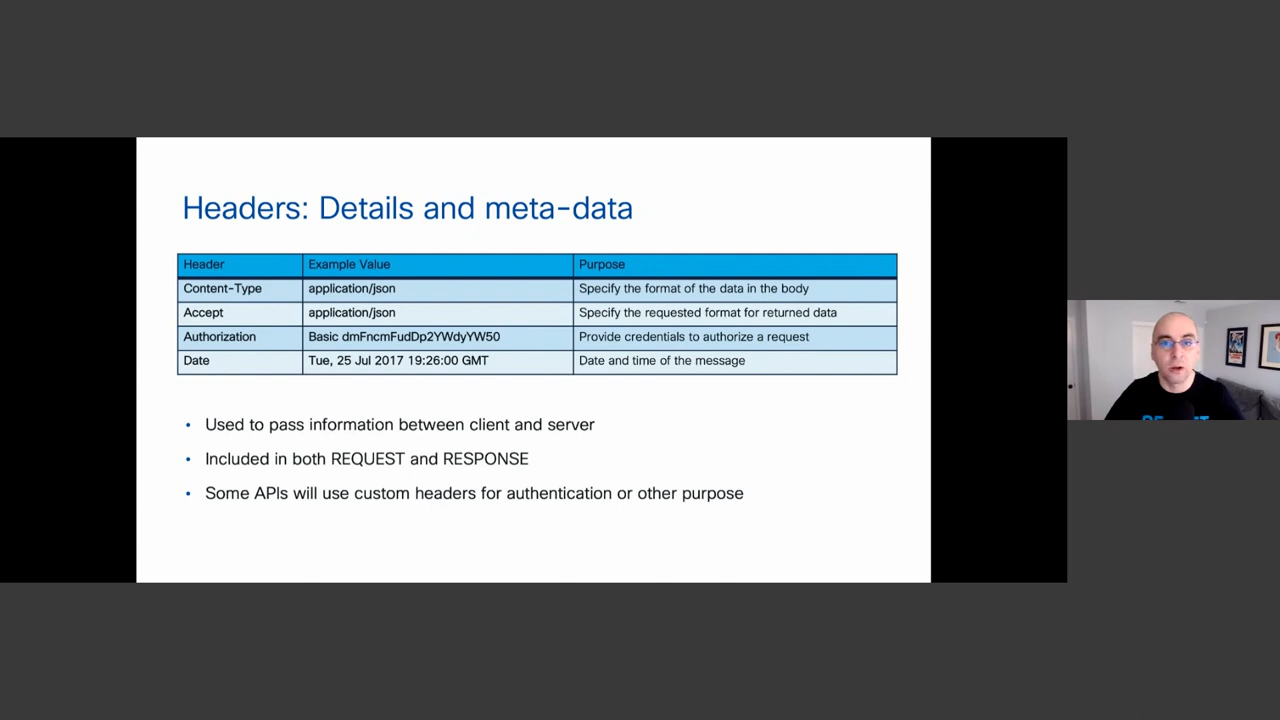 Headers: Details and meta-data
Header Example Value Purpose
Content-Type application/json Specify the format of the data in the body
Accept application/json Specify the requested format for returned data
Authorization Basic dmFncmFudDp2YWdyYW50 Provide credentials to authorize a request
Date Tue, 25 Jul 2017 19:26:00 GMT Date and time of the message
• Used to pass information between client and server
• Included in both REQUEST and RESPONSE
• Some APIs will use custom headers for authentication or other purpose